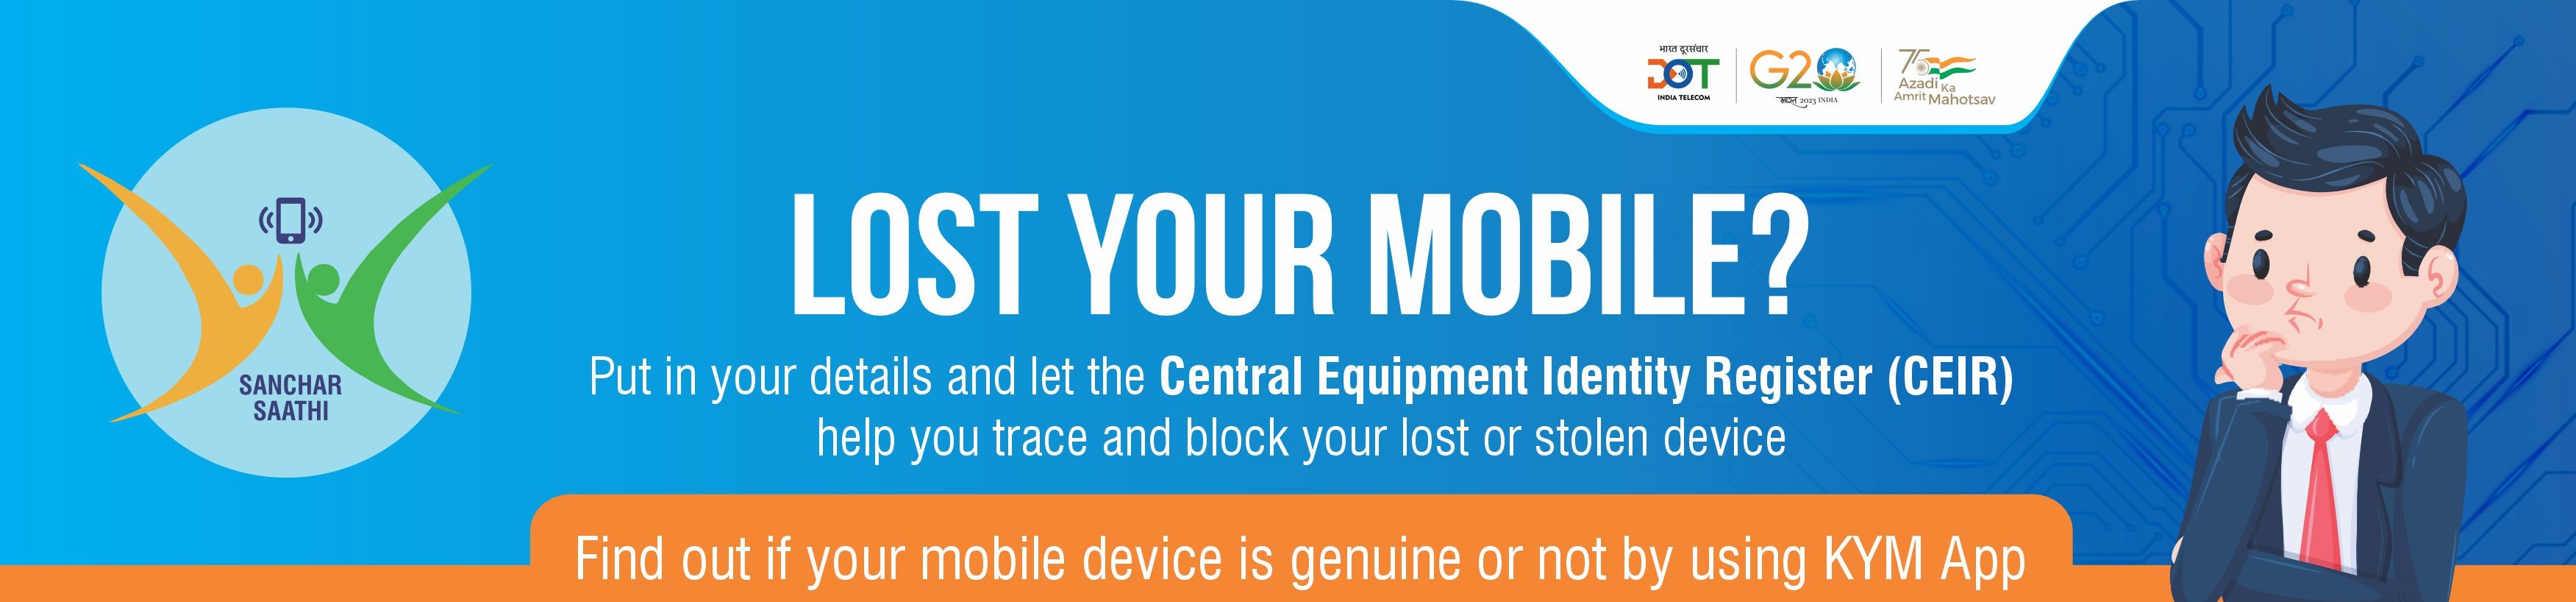 भारत दूरसंचार
DOT
INDIA TELECOM
G20
भारत 2023 INDIA
75
Azadi Ka
Amrit Mahotsav
SANCHAR
SAATHI
LOST YOUR MOBILE?
Put in your details and let the Central Equipment Identity Register (CEIR)
help you trace and block your lost or stolen device
Find out if your mobile device is genuine or not by using KYM App